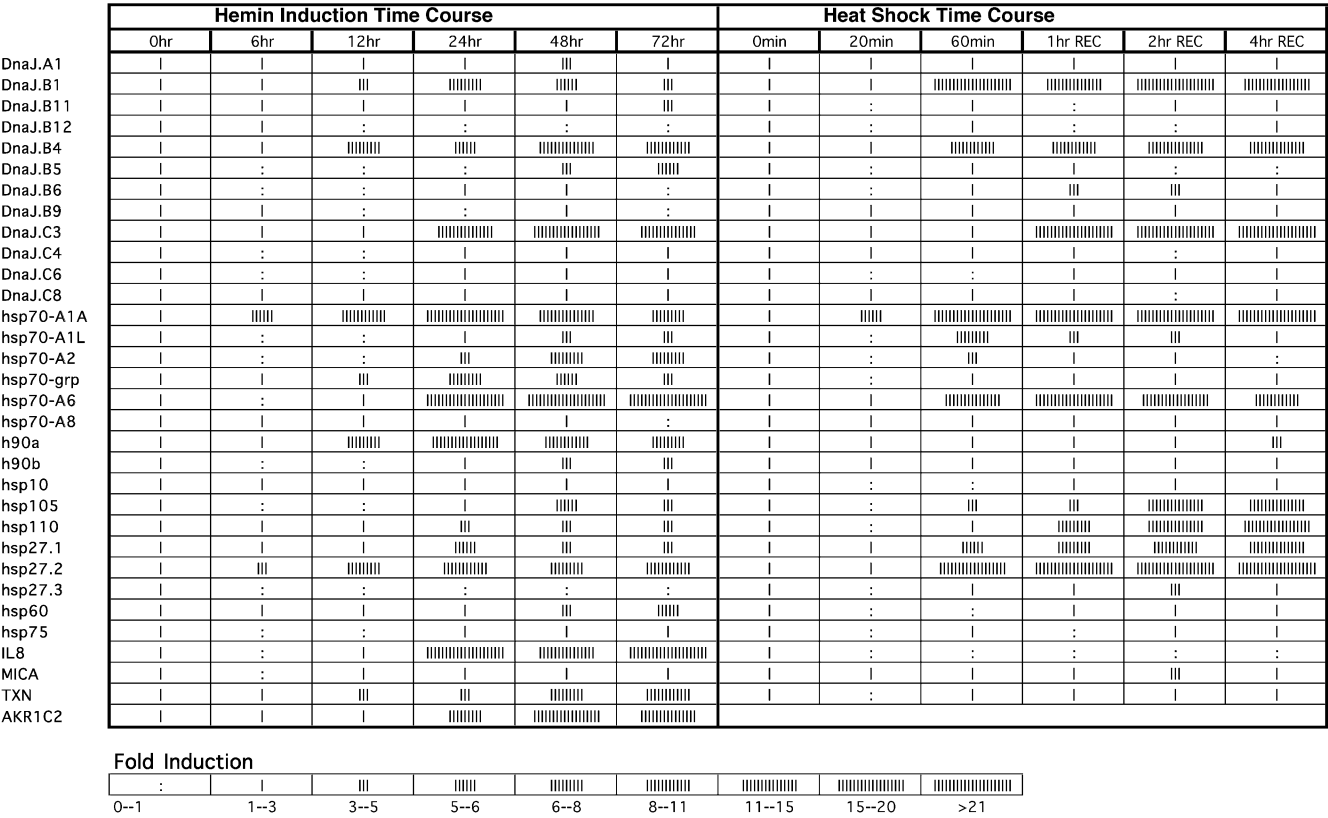 Hemin Induction Time Course Heat Shock Time Course
0hr 6hr 12hr 24hr 48hr 72hr 0min 20min 60min 1hr REC 2hr REC 4hr REC
DnaJ.A1
DnaJ.B1
DnaJ.B11
DnaJ.B12
DnaJ.B4
DnaJ.B5
DnaJ.B6
DnaJ.B9
DnaJ.C3
DnaJ.C4
DnaJ.C6
DnaJ.C8
hsp70-A1A
hsp70-A1L
hsp70-A2
hsp70-grp
hsp70-A6
hsp70-A8
h90a
h90b
hsp10
hsp105
hsp110
hsp27.1
hsp27.2
hsp27.3
hsp60
hsp75
IL8
MICA
TXN
AKR1C2
Fold Induction
0--1 1--3 3--5 5--6 6--8 8--11 11--15 15--20 >21